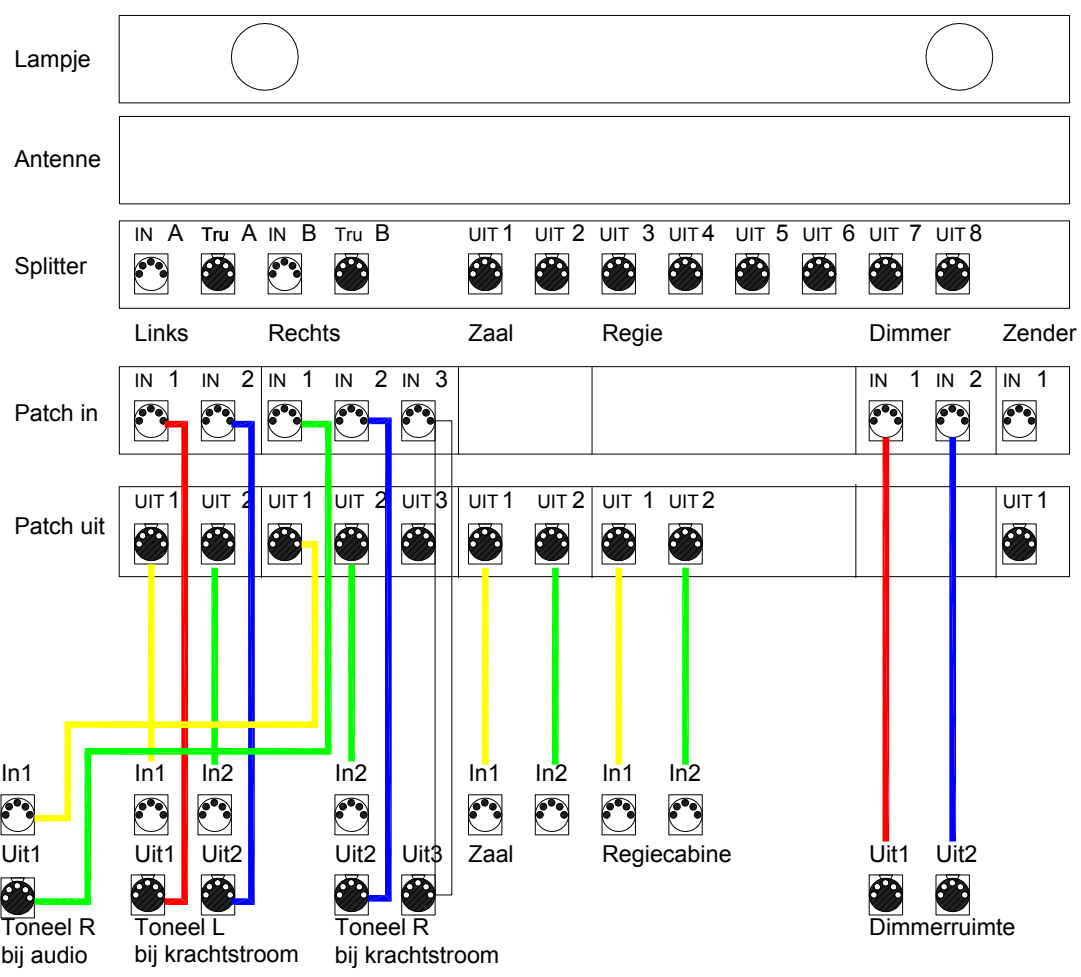 Lampje
Antenne
IN A Tru A IN B Tru B UIT 1 UIT 2 UIT 3 UIT 4 UIT 5 UIT 6 UIT 7 UIT 8
Splitter
Links Rechts Zaal Regie Dimmer Zender
IN 1 IN 2 IN 1 IN 2 IN 3 IN 1 IN 2 IN 1
Patch in
UIT 1 UIT 2 UIT 1 UIT 2 UIT 3 UIT 1 UIT 2 UIT 1 UIT 2 UIT 1
Patch uit
In1 In1 In2 In2 In1 In2 In1 In2
Uit1 Uit1 Uit2 Uit2 Uit3 Zaal Regiecabine Uit1 Uit2
Toneel R Toneel L Toneel R Dimmerruimte
bij audio bij krachtstroom bij krachtstroom